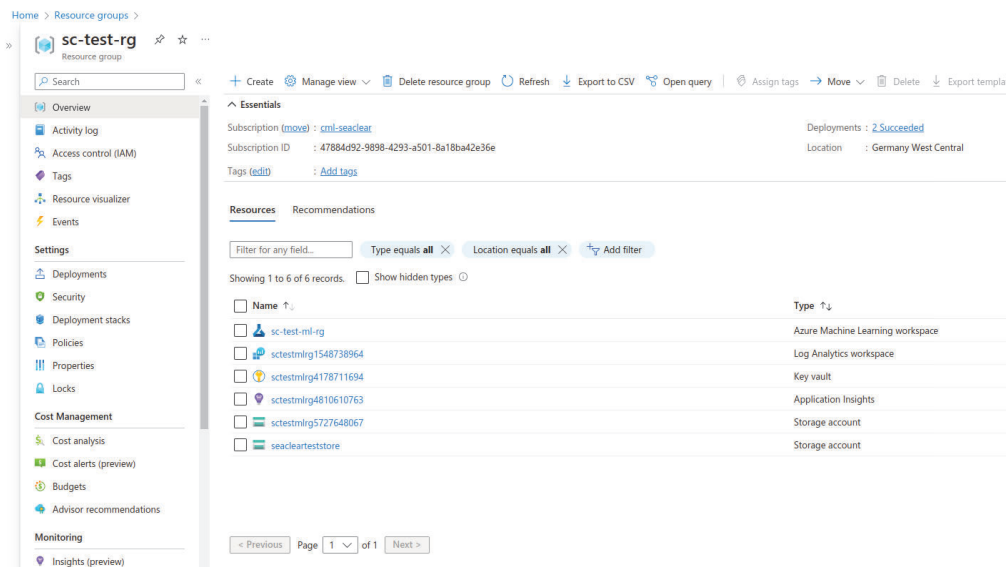 Home > Resource groups >
sc-test-rg
Resource group
Search
Overview
Activity log
Access control (IAM)
Tags
Resource visualizer
Events
Settings
Deployments
Security
Deployment stacks
Policies
Properties
Locks
Cost Management
Cost analysis
Cost alerts (preview)
Budgets
Advisor recommendations
Monitoring
Insights (preview)
Create Manage view Delete resource group Refresh Export to CSV Open query Assign tags Move Delete Export templa
Essentials
Subscription (move) : cml-seaclear Deployments : 2 Succeeded
Subscription ID : 47884d92-9898-4293-a501-8a18ba42e36e Location : Germany West Central
Tags (edit) : Add tags
Resources Recommendations
Filter for any field... Type equals all Location equals all Add filter
Showing 1 to 6 of 6 records. Show hidden types
Name Type
sc-test-ml-rg Azure Machine Learning workspace
sctestmlrg1548738964 Log Analytics workspace
sctestmlrg4178711694 Key vault
sctestmlrg4810610763 Application Insights
sctestmlrg5727648067 Storage account
seaclearteststore Storage account
< Previous Page 1 of 1 Next >